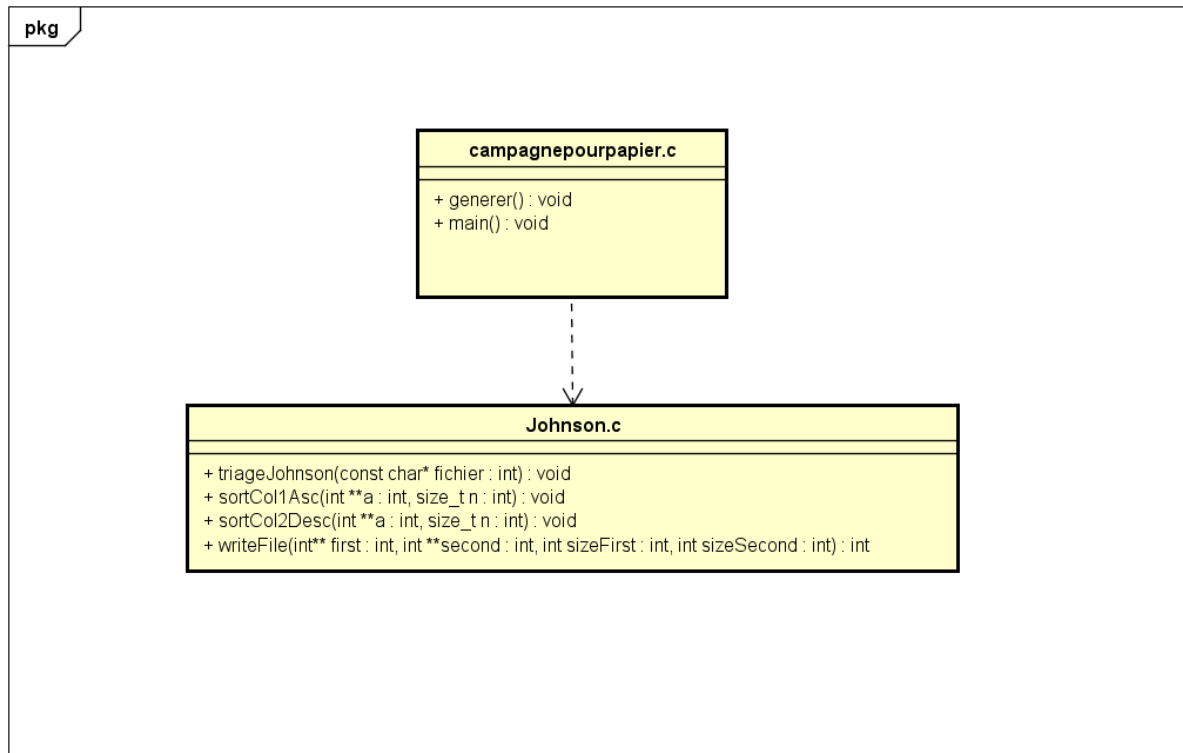 pkg
campagnepourpapier.c
+ generer() : void
+ main() : void
Johnson.c
+ triageJohnson(const char* fichier : int) : void
+ sortCol1Asc(int **a : int, size_t n : int) : void
+ sortCol2Desc(int **a : int, size_t n : int) : void
+ writeFile(int** first : int, int **second : int, int sizeFirst : int, int sizeSecond : int) : int